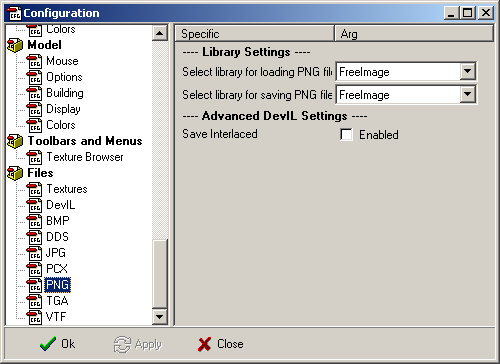 Configuration
Colors
Model
Mouse
Options
Building
Display
Colors
Toolbars and Menus
Texture Browser
Files
Textures
DevIL
BMP
DDS
JPG
PCX
PNG
TGA
VTF
Specific Arg
---- Library Settings ----
Select library for loading PNG fil FreeImage
Select library for saving PNG file FreeImage
---- Advanced DevIL Settings ----
Save Interlaced Enabled
Ok Apply Close